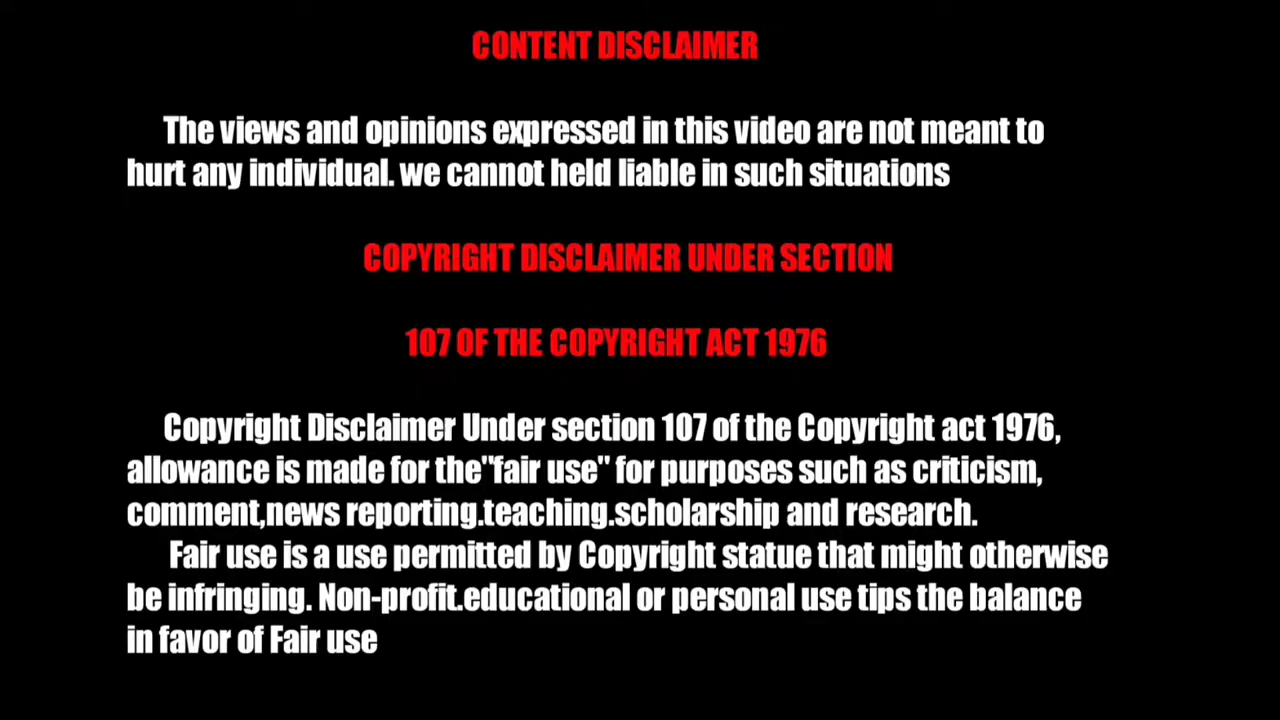 CONTENT DISCLAIMER
The views and opinions expressed in this video are not meant to
hurt any individual. we cannot held liable in such situations
COPYRIGHT DISCLAIMER UNDER SECTION
107 OF THE COPYRIGHT ACT 1976
Copyright Disclaimer Under section 107 of the Copyright act 1976,
allowance is made for the"fair use" for purposes such as criticism,
comment,news reporting.teaching.scholarship and research.
Fair use is a use permitted by Copyright statue that might otherwise
be infringing. Non-profit.educational or personal use tips the balance
in favor of Fair use